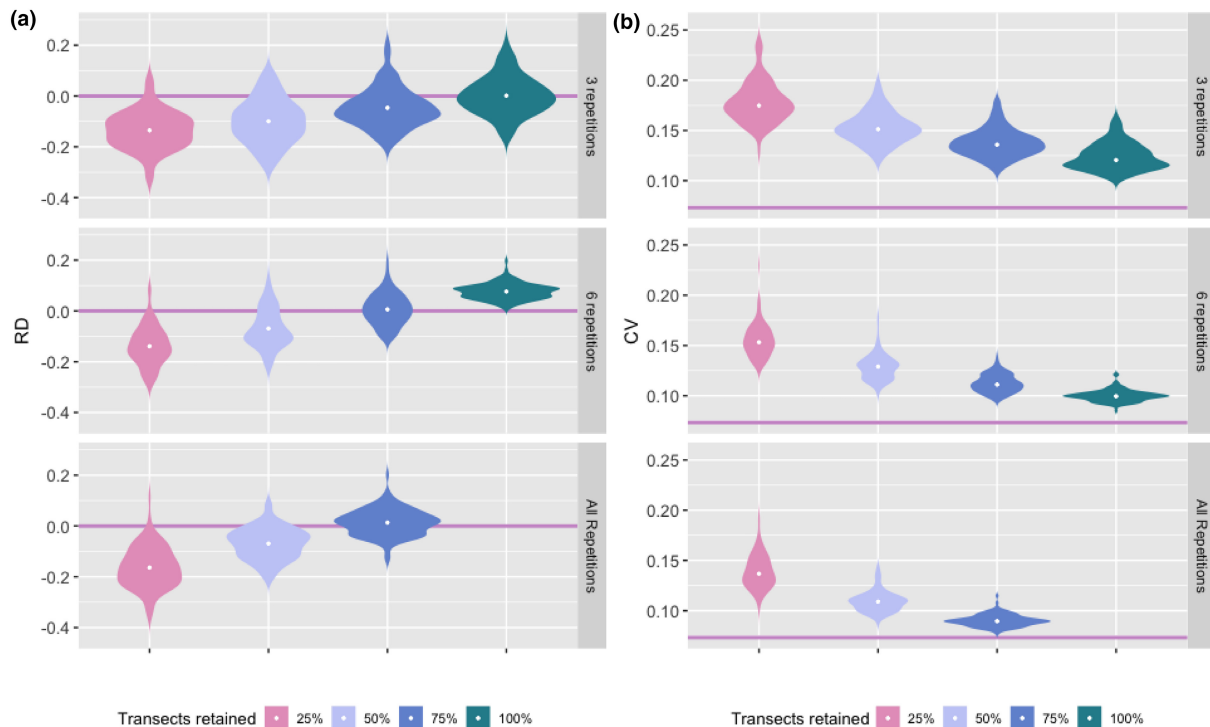 (a)
0.2
0.0
-0.2
-0.4
3 repetitions
0.2
0.0
-0.2
-0.4
6 repetitions
0.2
0.0
-0.2
-0.4
All Repetitions
RD
Transects retained 25% 50% 75% 100%
(b)
0.25
0.20
0.15
0.10
3 repetitions
0.25
0.20
0.15
0.10
6 repetitions
0.25
0.20
0.15
0.10
All Repetitions
CV
Transects retained 25% 50% 75% 100%